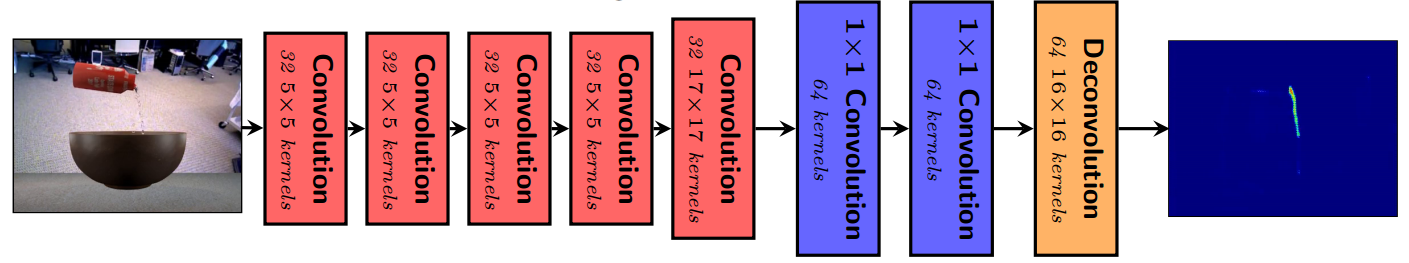 Convolution
32 5×5 kernels
Convolution
32 5×5 kernels
Convolution
32 5×5 kernels
Convolution
32 5×5 kernels
Convolution
32 17×17 kernels
1×1 Convolution
64 kernels
1×1 Convolution
64 kernels
Deconvolution
64 16×16 kernels